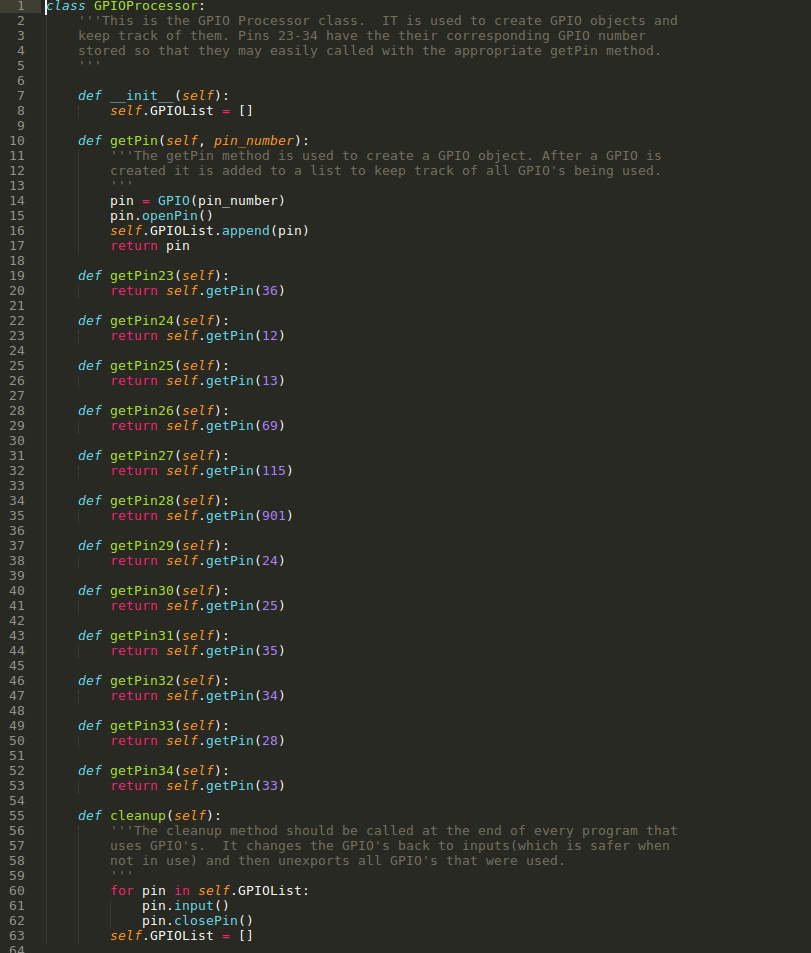 1 class GPIOProcessor:
2     '''This is the GPIO Processor class.  IT is used to create GPIO objects and
3     keep track of them. Pins 23-34 have the their corresponding GPIO number
4     stored so that they may easily called with the appropriate getPin method.
5     '''
6
7     def __init__(self):
8         self.GPIOList = []
9
10     def getPin(self, pin_number):
11         '''The getPin method is used to create a GPIO object. After a GPIO is
12         created it is added to a list to keep track of all GPIO's being used.
13         '''
14         pin = GPIO(pin_number)
15         pin.openPin()
16         self.GPIOList.append(pin)
17         return pin
18
19     def getPin23(self):
20         return self.getPin(36)
21
22     def getPin24(self):
23         return self.getPin(12)
24
25     def getPin25(self):
26         return self.getPin(13)
27
28     def getPin26(self):
29         return self.getPin(69)
30
31     def getPin27(self):
32         return self.getPin(115)
33
34     def getPin28(self):
35         return self.getPin(901)
36
37     def getPin29(self):
38         return self.getPin(24)
39
40     def getPin30(self):
41         return self.getPin(25)
42
43     def getPin31(self):
44         return self.getPin(35)
45
46     def getPin32(self):
47         return self.getPin(34)
48
49     def getPin33(self):
50         return self.getPin(28)
51
52     def getPin34(self):
53         return self.getPin(33)
54
55     def cleanup(self):
56         '''The cleanup method should be called at the end of every program that
57         uses GPIO's.  It changes the GPIO's back to inputs(which is safer when
58         not in use) and then unexports all GPIO's that were used.
59         '''
60         for pin in self.GPIOList:
61             pin.input()
62             pin.closePin()
63         self.GPIOList = []
64